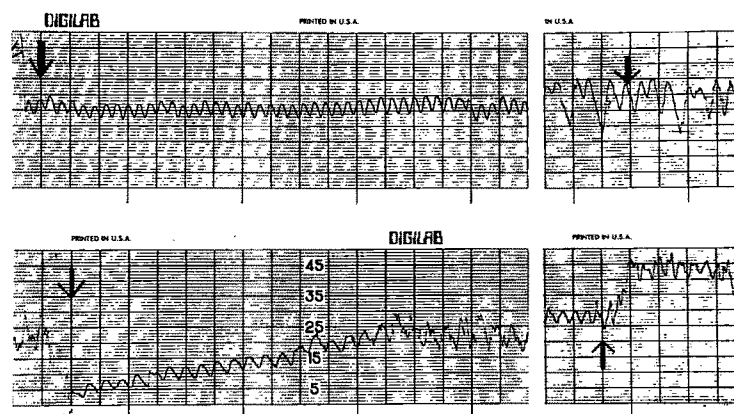 DIGILAB
PRINTED IN U.S.A.
IN U.S.A.
DIGILAB
PRINTED IN U.S.A.
PRINTED IN U.S.A.
45
35
25
15
5